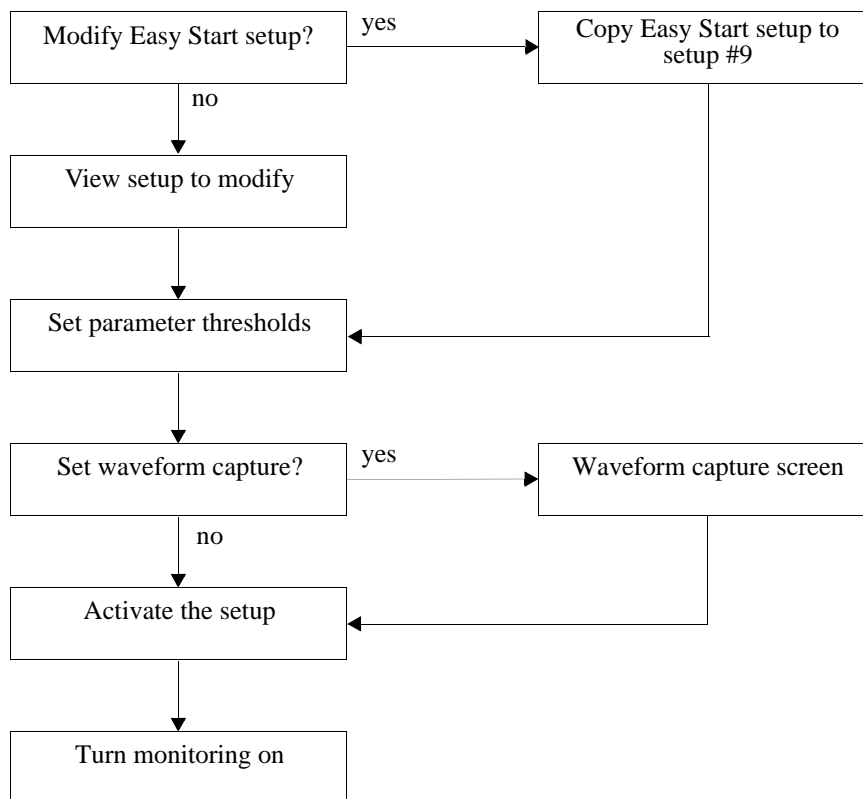 Modify Easy Start setup?
yes
Copy Easy Start setup to
setup #9
no
View setup to modify
Set parameter thresholds
Set waveform capture?
yes
Waveform capture screen
no
Activate the setup
Turn monitoring on